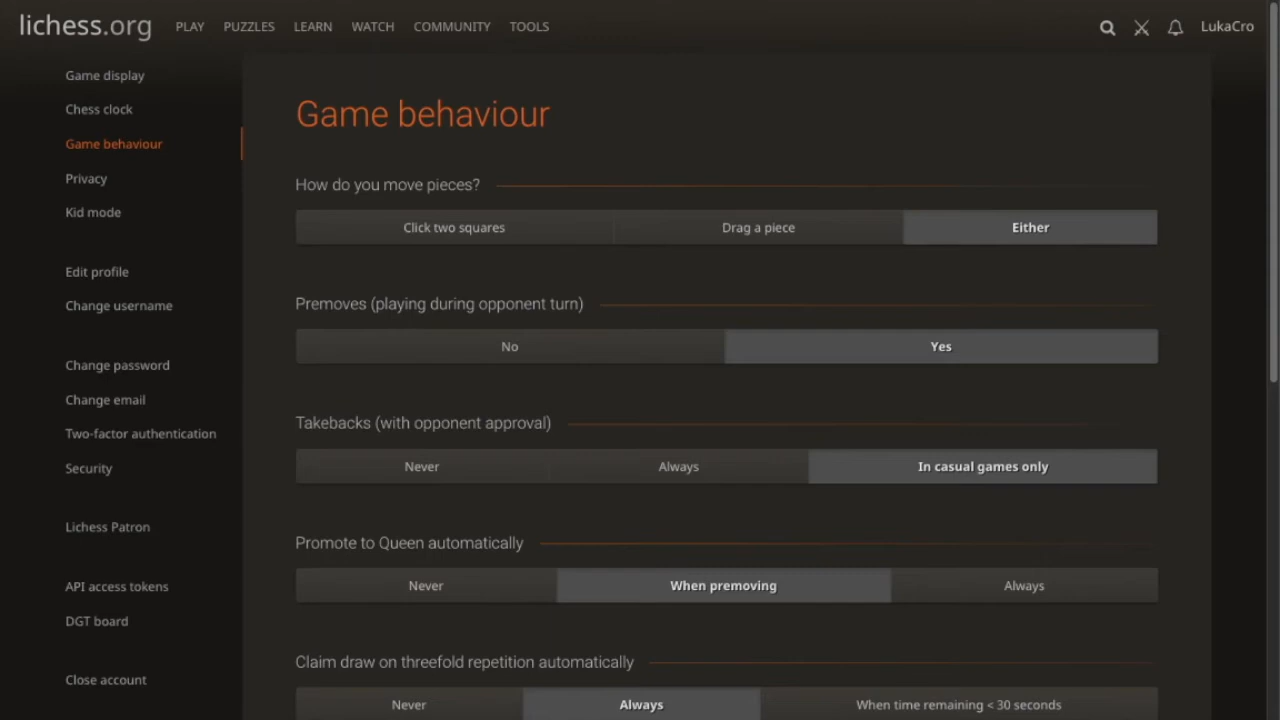 lichess.org PLAY PUZZLES LEARN WATCH COMMUNITY TOOLS LukaCro
Game display
Chess clock
Game behaviour
Privacy
Kid mode
Edit profile
Change username
Change password
Change email
Two-factor authentication
Security
Lichess Patron
API access tokens
DGT board
Close account
Game behaviour
How do you move pieces?
Click two squares Drag a piece Either
Premoves (playing during opponent turn)
No Yes
Takebacks (with opponent approval)
Never Always In casual games only
Promote to Queen automatically
Never When premoving Always
Claim draw on threefold repetition automatically
Never Always When time remaining < 30 seconds